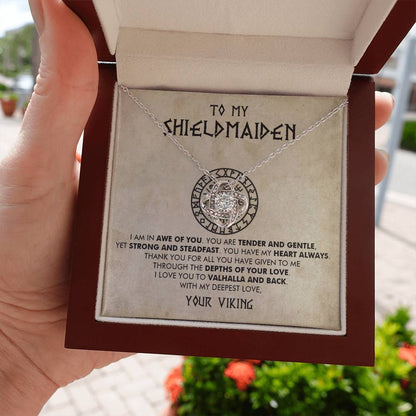 TO MY
SHIELDMAIDEN
I AM IN AWE OF YOU. YOU ARE TENDER AND GENTLE,
YET STRONG AND STEADFAST. YOU HAVE MY HEART ALWAYS.
THANK YOU FOR ALL YOU HAVE GIVEN TO ME
THROUGH THE DEPTHS OF YOUR LOVE.
I LOVE YOU TO VALHALLA AND BACK.
WITH MY DEEPEST LOVE,
YOUR VIKING